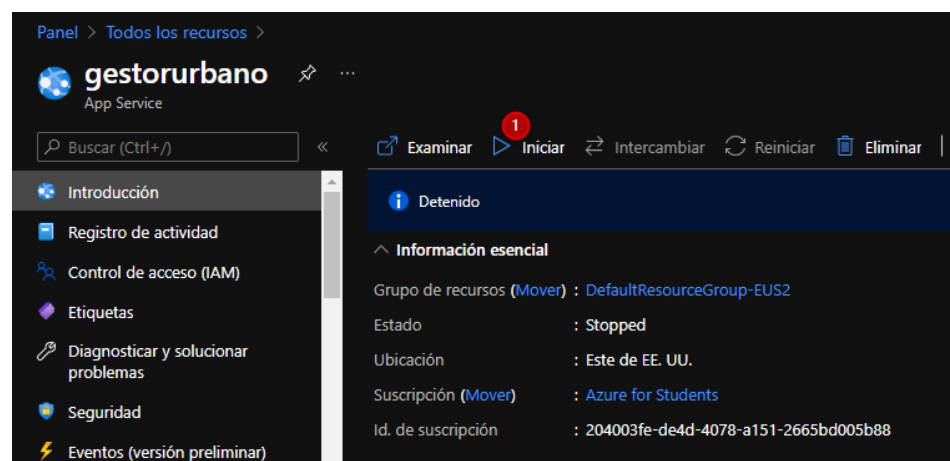 Panel > Todos los recursos >
gestorurbano ...
App Service
Buscar (Ctrl+/) «
Introducción
Registro de actividad
Control de acceso (IAM)
Etiquetas
Diagnosticar y solucionar
problemas
Seguridad
Eventos (versión preliminar)
1
Examinar Iniciar Intercambiar Reiniciar Eliminar
Detenido
Información esencial
Grupo de recursos (Mover) : DefaultResourceGroup-EUS2
Estado : Stopped
Ubicación : Este de EE. UU.
Suscripción (Mover) : Azure for Students
Id. de suscripción : 204003fe-de4d-4078-a151-2665bd005b88